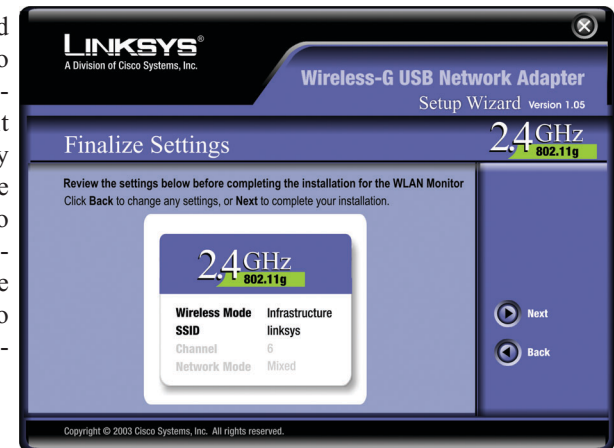 d
o
-
t
y
e
o
-
e
o
-
LINKSYS®
A Division of Cisco Systems, Inc.
Wireless-G USB Network Adapter
Setup Wizard Version 1.05
Finalize Settings
2.4GHz
802.11g
Review the settings below before completing the installation for the WLAN Monitor
Click Back to change any settings, or Next to complete your installation.
2.4GHz
802.11g
Wireless Mode Infrastructure
SSID linksys
Channel 6
Network Mode Mixed
Next
Back
Copyright © 2003 Cisco Systems, Inc. All rights reserved.